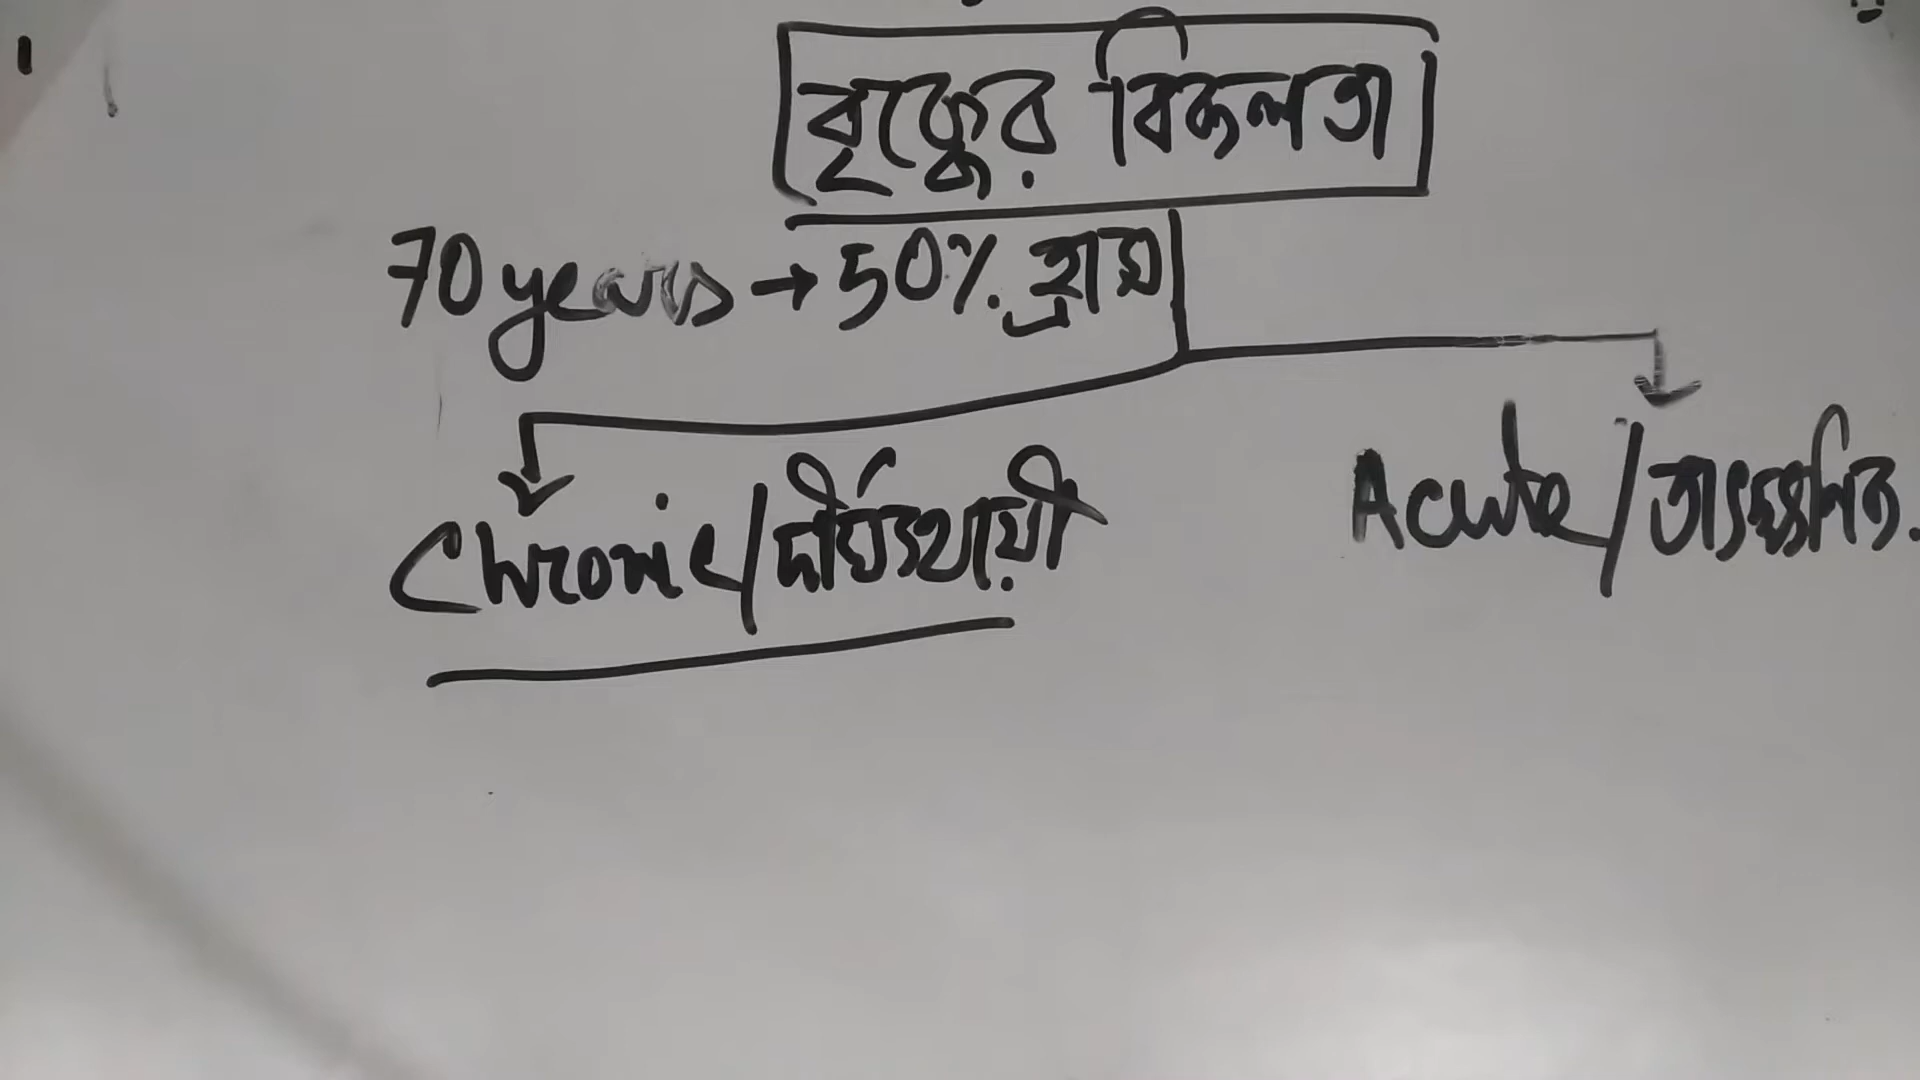 বৃক্কের বিকলতা
70 years → 50% হ্রাস
Chronic/দীর্ঘস্থায়ী
Acute/তাৎক্ষণিক.